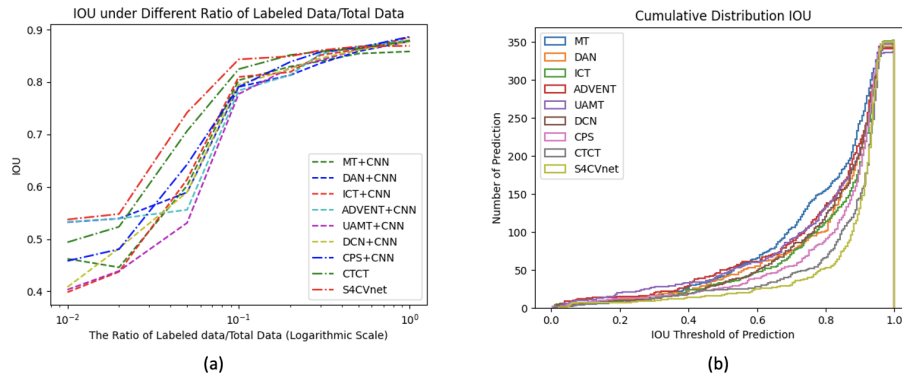 IOU under Different Ratio of Labeled Data/Total Data
0.9
0.8
0.7
0.6
0.5
0.4
IOU
MT+CNN
DAN+CNN
ICT+CNN
ADVENT+CNN
UAMT+CNN
DCN+CNN
CPS+CNN
CTCT
S4CVnet
10⁻² 10⁻¹ 10⁰
The Ratio of Labeled data/Total Data (Logarithmic Scale)
(a)
Cumulative Distribution IOU
350
300
250
200
150
100
50
0
Number of Prediction
MT
DAN
ICT
ADVENT
UAMT
DCN
CPS
CTCT
S4CVnet
0.0 0.2 0.4 0.6 0.8 1.0
IOU Threshold of Prediction
(b)